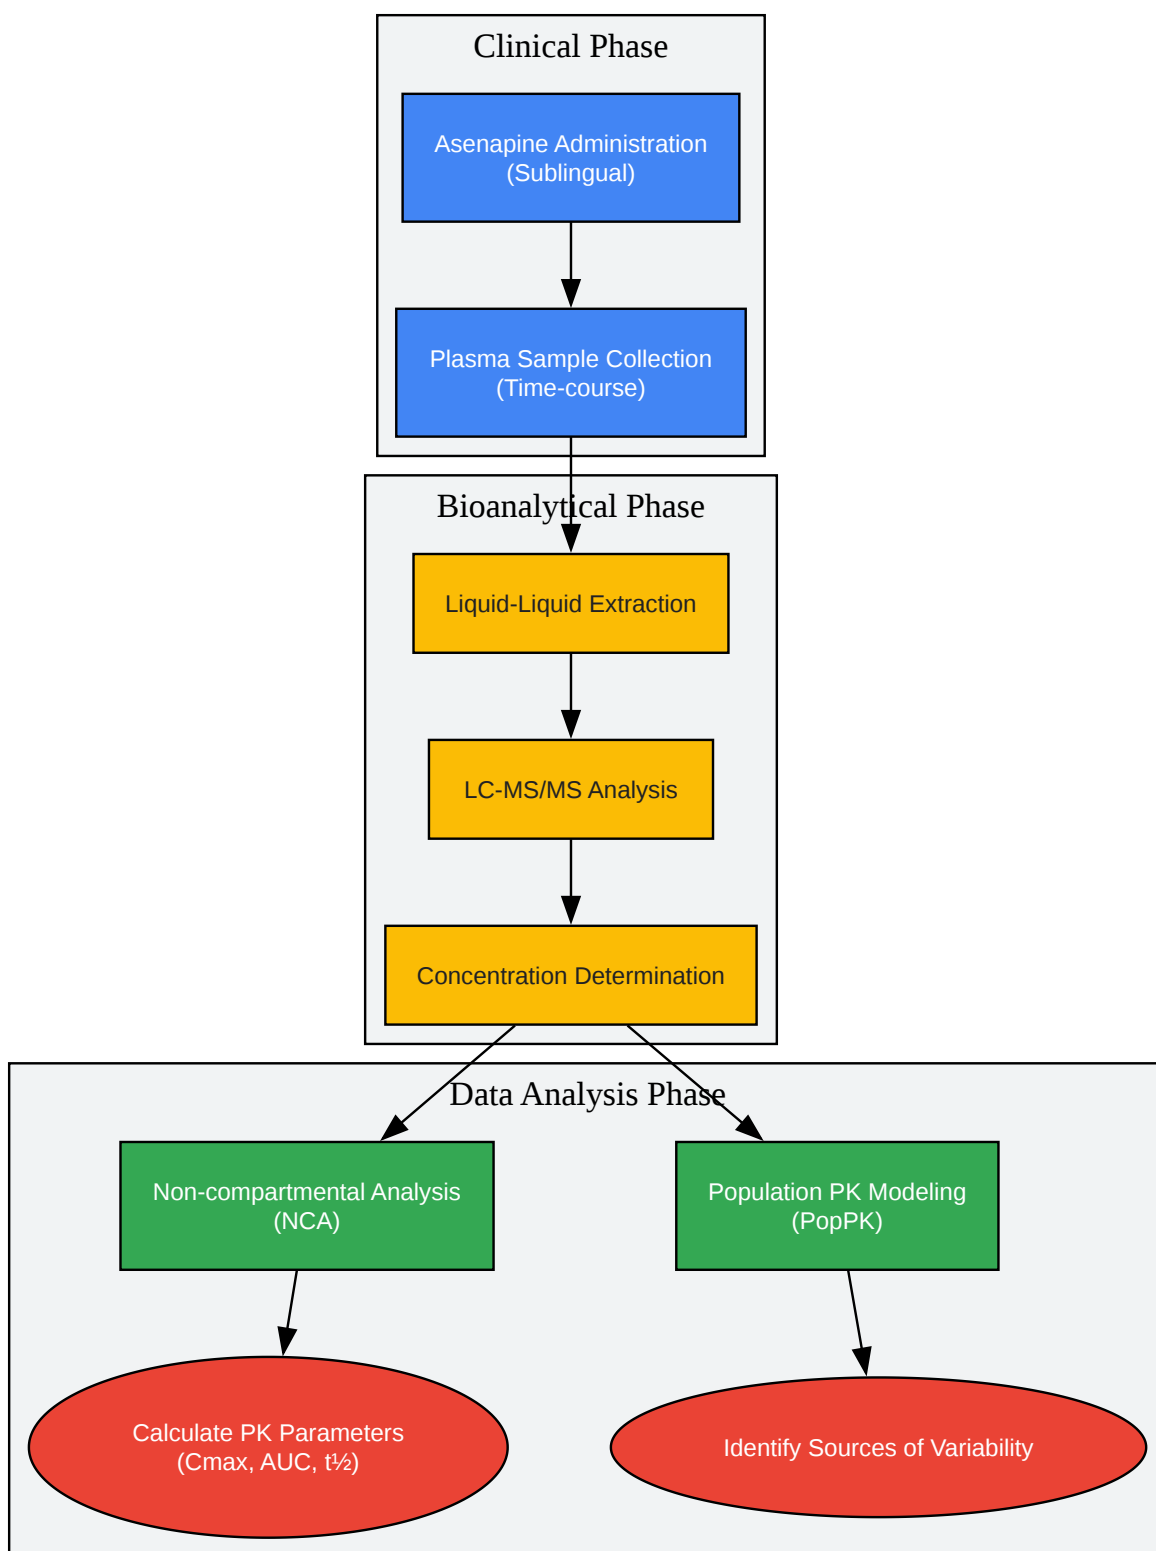 Clinical Phase
Asenapine Administration
(Sublingual)
Plasma Sample Collection
(Time-course)
Bioanalytical Phase
Liquid-Liquid Extraction
LC-MS/MS Analysis
Concentration Determination
Data Analysis Phase
Non-compartmental Analysis
(NCA)
Population PK Modeling
(PopPK)
Calculate PK Parameters
(Cmax, AUC, t½)
Identify Sources of Variability